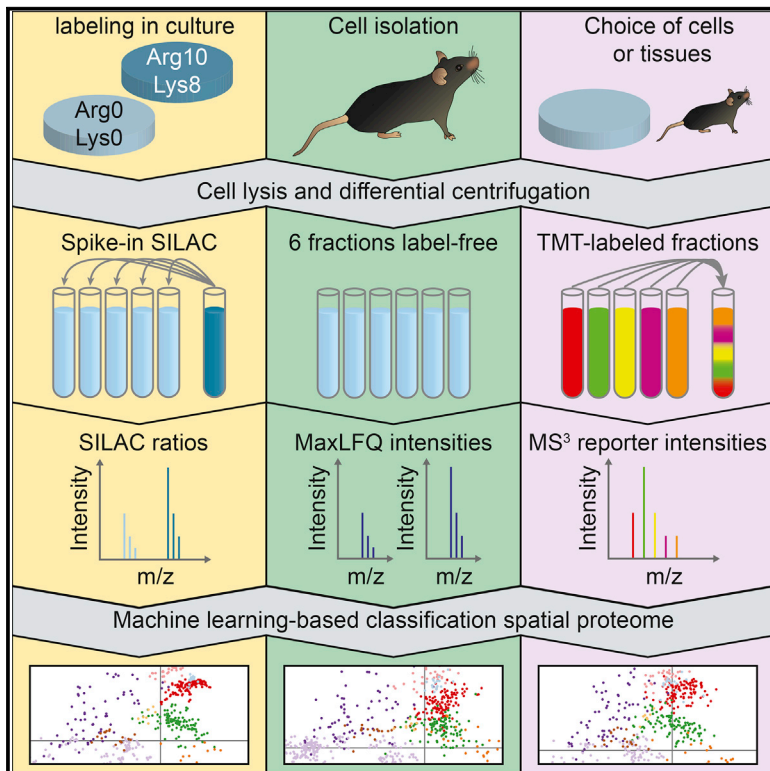 labeling in culture
Arg10
Lys8
Arg0
Lys0
Cell isolation
Choice of cells
or tissues
Cell lysis and differential centrifugation
Spike-in SILAC
6 fractions label-free
TMT-labeled fractions
SILAC ratios
Intensity
m/z
MaxLFQ intensities
Intensity
m/z
Intensity
m/z
MS³ reporter intensities
Intensity
m/z
Machine learning-based classification spatial proteome